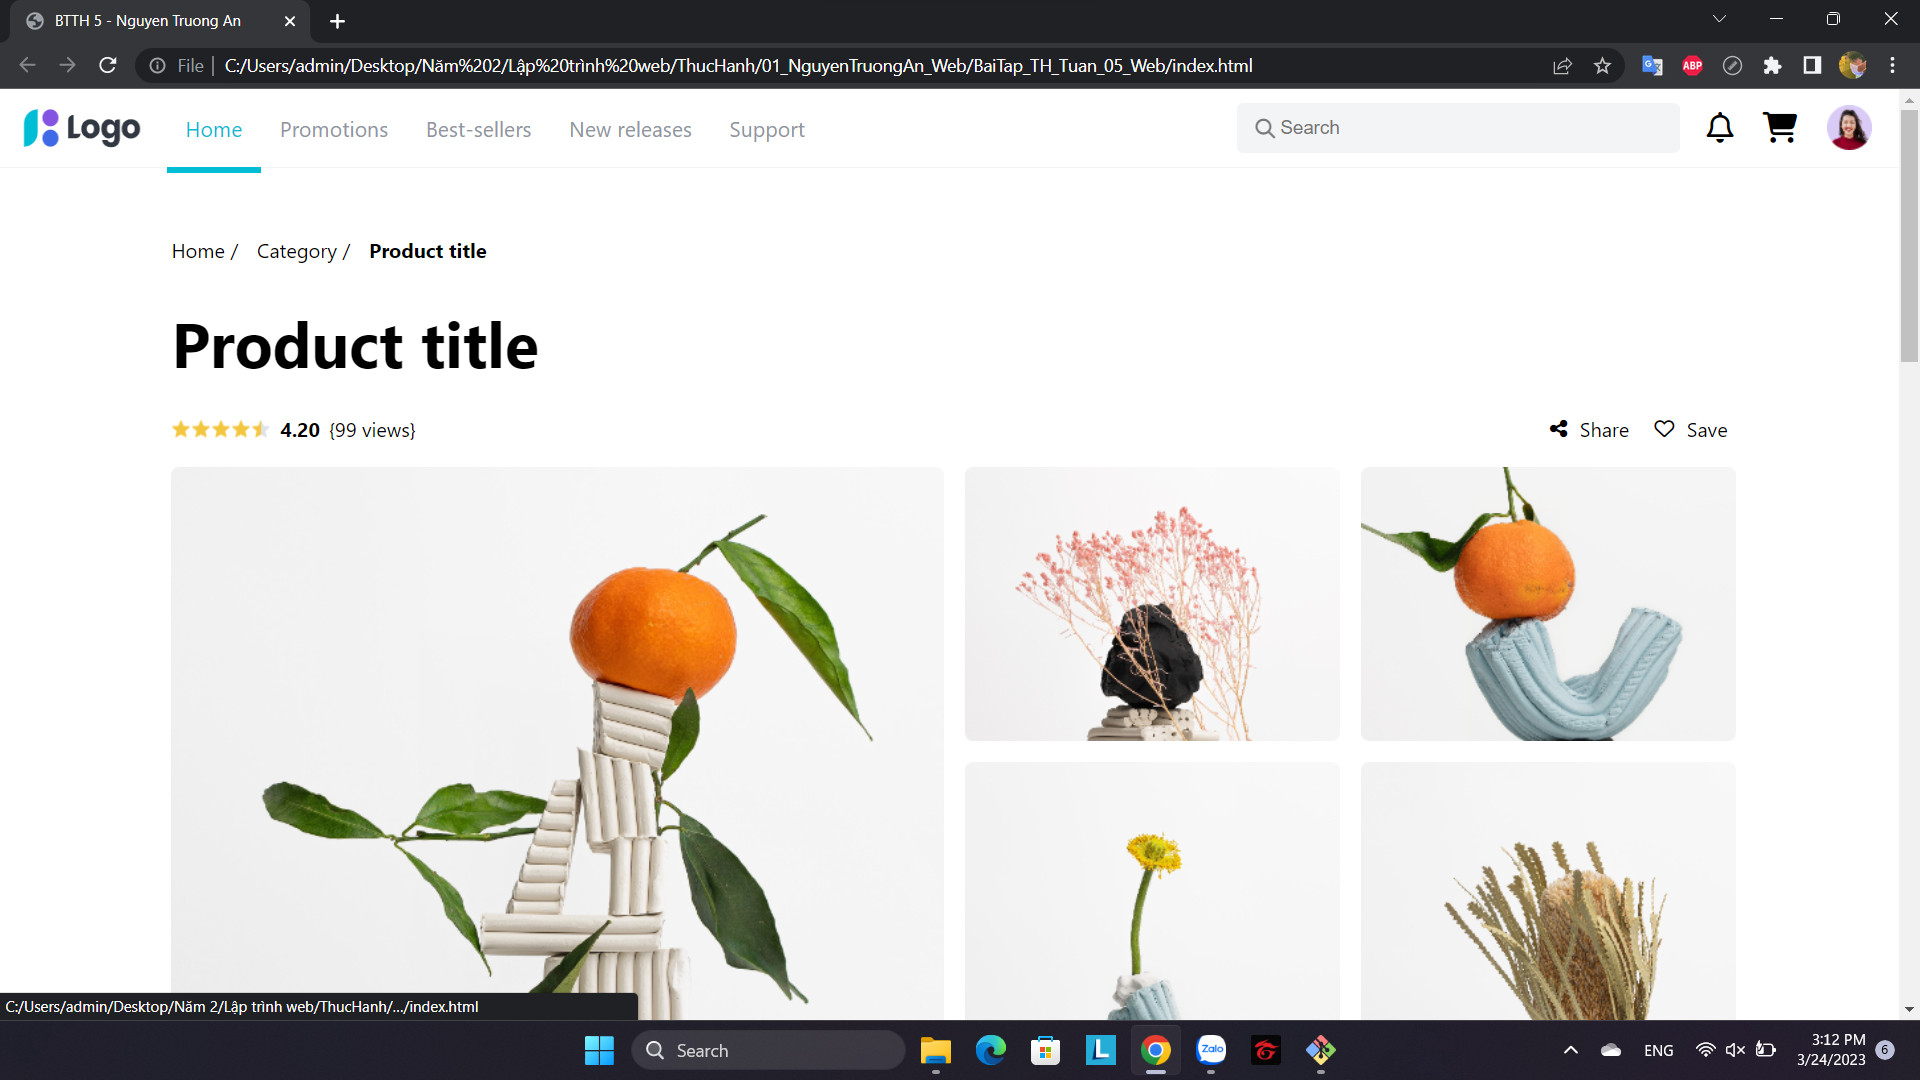 BTTH 5 - Nguyen Truong An
File
C:/Users/admin/Desktop/Năm%202/Lập%20trình%20web/ThucHanh/01_NguyenTruongAn_Web/BaiTap_TH_Tuan_05_Web/index.html
ABP
Logo
Home
Promotions
Best-sellers
New releases
Support
Search
Home /
Category /
Product title
Product title
4.20 {99 views}
Share
Save
C:/Users/admin/Desktop/Năm 2/Lập trình web/ThucHanh/.../index.html
Search
L
Zalo
ENG
3:12 PM
3/24/2023
6